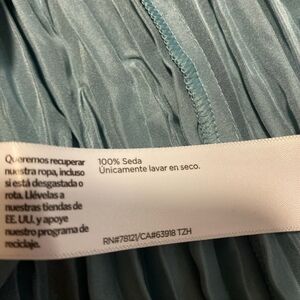 Queremos recuperar
nuestra ropa, incluso
si está desgastada o
rota. Llévelas a
nuestras tiendas de
EE. UU. y apoye
nuestro programa de
reciclaje.
100% Seda
Únicamente lavar en seco.
RN#78121/CA#63918 TZH